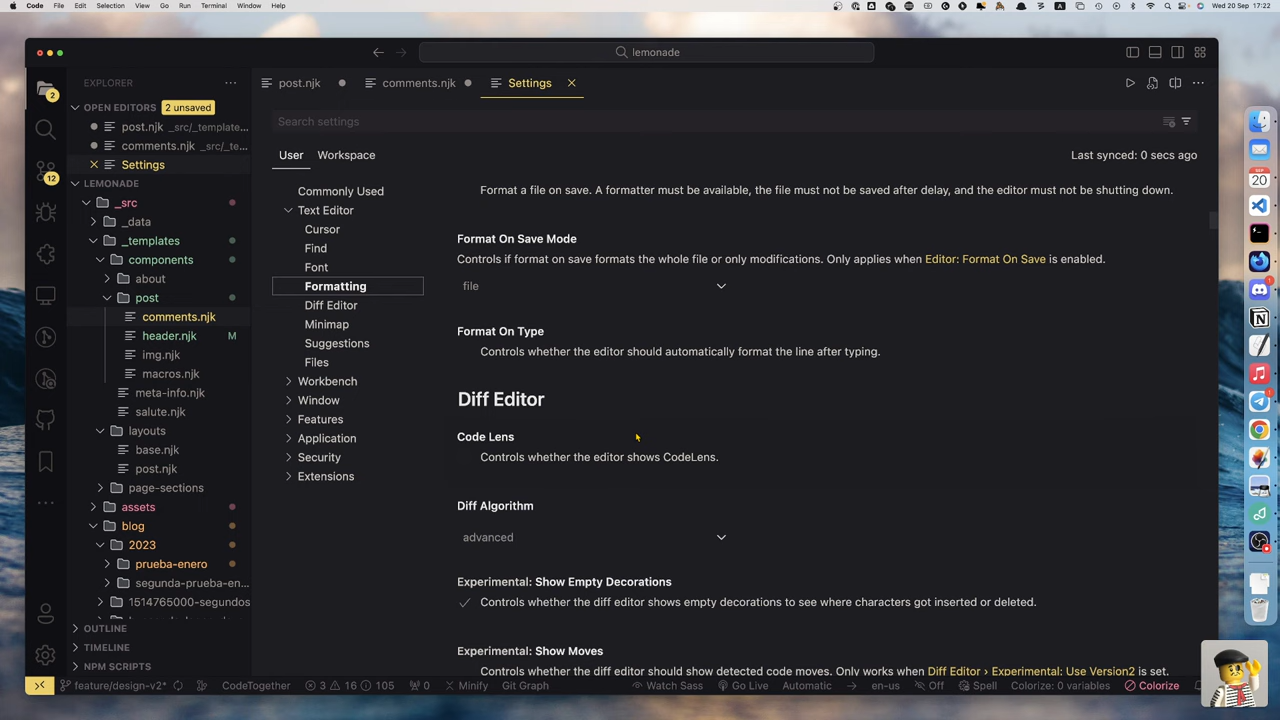 Code File Edit Selection View Go Run Terminal Window Help
Wed 20 Sep 17:22
lemonade
EXPLORER
OPEN EDITORS 2 unsaved
post.njk _src/_template...
comments.njk _src/_te...
Settings
LEMONADE
_src
_data
_templates
components
about
post
comments.njk
header.njk M
img.njk
macros.njk
meta-info.njk
salute.njk
layouts
base.njk
post.njk
page-sections
assets
blog
2023
prueba-enero
segunda-prueba-en...
1514765000-segundos
OUTLINE
TIMELINE
NPM SCRIPTS
2
12
post.njk
comments.njk
Settings
Search settings
User
Workspace
Last synced: 0 secs ago
Commonly Used
Text Editor
Cursor
Find
Font
Formatting
Diff Editor
Minimap
Suggestions
Files
Workbench
Window
Features
Application
Security
Extensions
Format a file on save. A formatter must be available, the file must not be saved after delay, and the editor must not be shutting down.
Format On Save Mode
Controls if format on save formats the whole file or only modifications. Only applies when Editor: Format On Save is enabled.
file
Format On Type
Controls whether the editor should automatically format the line after typing.
Diff Editor
Code Lens
Controls whether the editor shows CodeLens.
Diff Algorithm
advanced
Experimental: Show Empty Decorations
Controls whether the diff editor shows empty decorations to see where characters got inserted or deleted.
Experimental: Show Moves
Controls whether the diff editor should show detected code moves. Only works when Diff Editor › Experimental: Use Version2 is set.
feature/design-v2* CodeTogether 3 16 105 0 Minify Git Graph Watch Sass Go Live Automatic en-us Off Spell Colorize: 0 variables Colorize